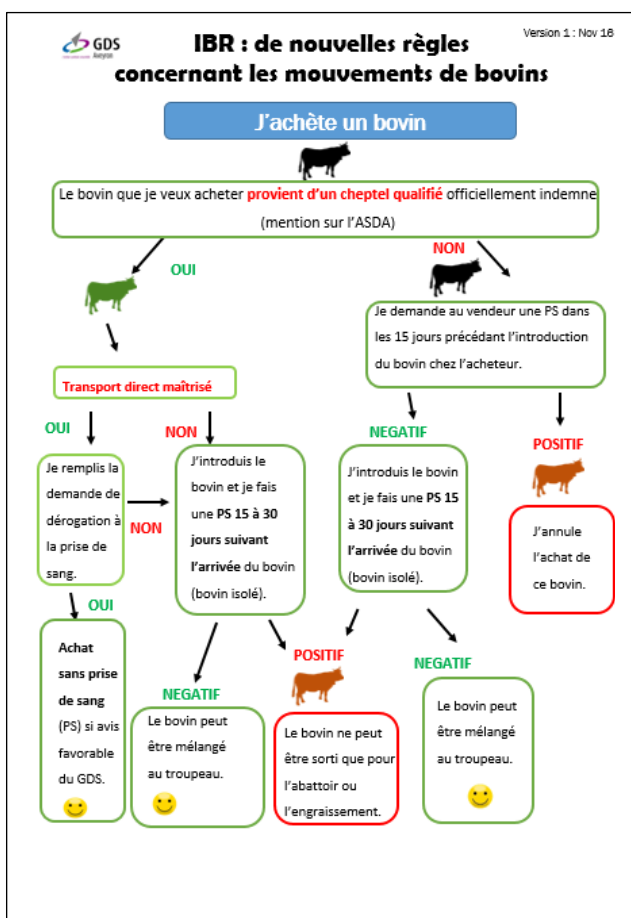 GDS
Aveyron
IBR : de nouvelles règles
concernant les mouvements de bovins
Version 1 : Nov 16
J'achète un bovin
Le bovin que je veux acheter provient d'un cheptel qualifié officiellement indemne
(mention sur l'ASDA)
OUI
NON
Je demande au vendeur une PS dans
les 15 jours précédant l'introduction
du bovin chez l'acheteur.
Transport direct maîtrisé
OUI
NON
NEGATIF
POSITIF
Je remplis la
demande de
dérogation à
la prise de
sang.
NON
J'introduis le
bovin et je fais
une PS 15 à 30
jours suivant
l'arrivée du bovin
(bovin isolé).
J'introduis le bovin
et je fais une PS 15
à 30 jours suivant
l'arrivée du bovin
(bovin isolé).
J'annule
l'achat de
ce bovin.
OUI
Achat
sans prise
de sang
(PS) si avis
favorable
du GDS.
NEGATIF
Le bovin peut
être mélangé
au troupeau.
POSITIF
Le bovin ne peut
être sorti que pour
l'abattoir ou
l'engraissement.
NEGATIF
Le bovin peut
être mélangé
au troupeau.